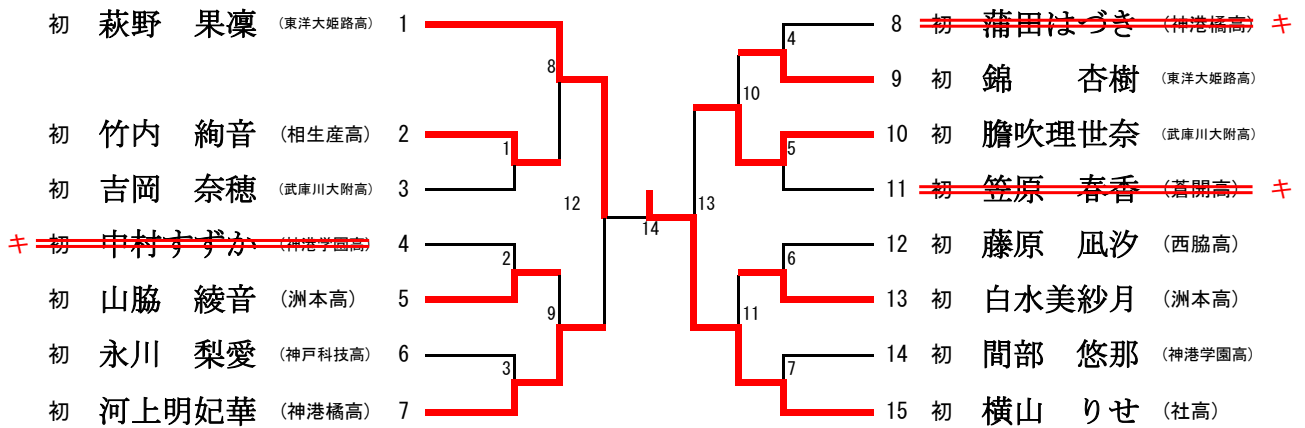 初 萩野 果凜 (東洋大姫路高) 1
初 竹内 絢音 (相生産高) 2
初 吉岡 奈穂 (武庫川大附高) 3
キ 初 中村すずか (神港学園高) 4
初 山脇 綾音 (洲本高) 5
初 永川 梨愛 (神戸科技高) 6
初 河上明妃華 (神港橘高) 7
8
1
2
9
3
12
14
13
4
10
5
6
11
7
8 初 蒲田はづき (神港橘高) キ
9 初 錦 杏樹 (東洋大姫路高)
10 初 膽吹理世奈 (武庫川大附高)
11 初 笠原 春香 (蒼開高) キ
12 初 藤原 凪汐 (西脇高)
13 初 白水美紗月 (洲本高)
14 初 間部 悠那 (神港学園高)
15 初 横山 りせ (社高)